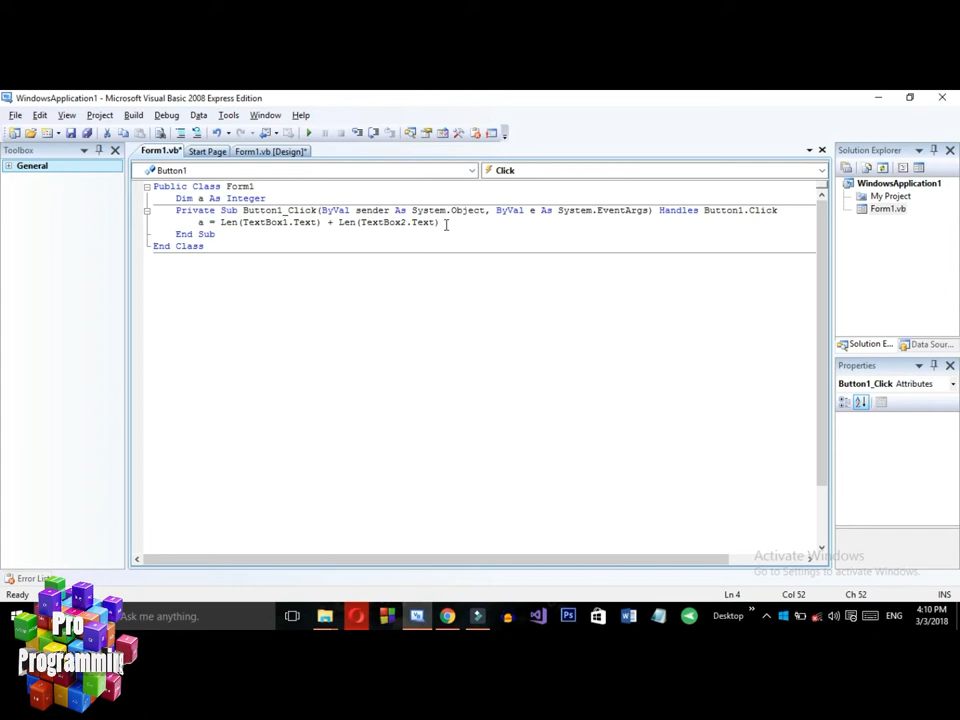 WindowsApplication1 - Microsoft Visual Basic 2008 Express Edition
File Edit View Project Build Debug Data Tools Window Help
Toolbox
General
Form1.vb* Start Page Form1.vb [Design]*
Button1
Click
Public Class Form1
Dim a As Integer
Private Sub Button1_Click(ByVal sender As System.Object, ByVal e As System.EventArgs) Handles Button1.Click
a = Len(TextBox1.Text) + Len(TextBox2.Text)
End Sub
End Class
Solution Explorer
WindowsApplication1
My Project
Form1.vb
Solution E... Data Sour...
Properties
Button1_Click Attributes
Activate Windows
Go to Settings to activate Windows.
Error Lis
Ready
Ln 4 Col 52 Ch 52 INS
Ask me anything
Desktop
ENG
4:10 PM
3/3/2018
Pro
Programming